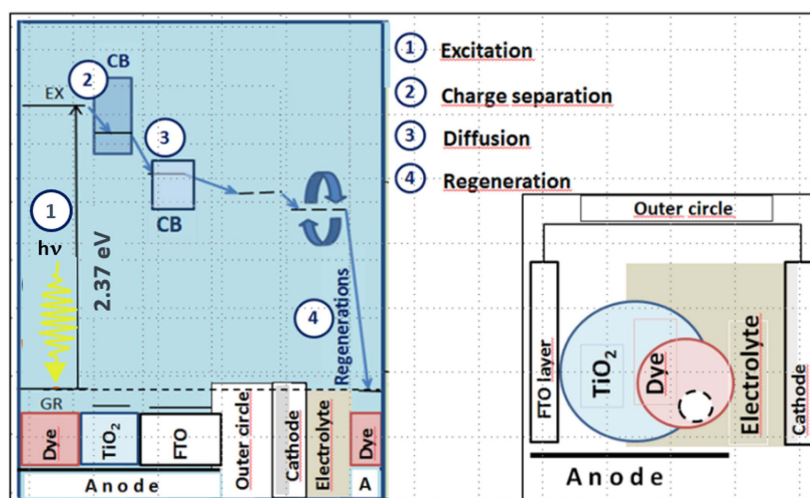 CB
2
EX
3
1
hν
2.37 eV
CB
4
Regenerations
GR
Dye
TiO₂
FTO
Outer circle
Cathode
Electrolyte
Dye
Anode
A
1 Excitation
2 Charge separation
3 Diffusion
4 Regeneration
Outer circle
FTO layer
TiO₂
Dye
Electrolyte
Cathode
Anode